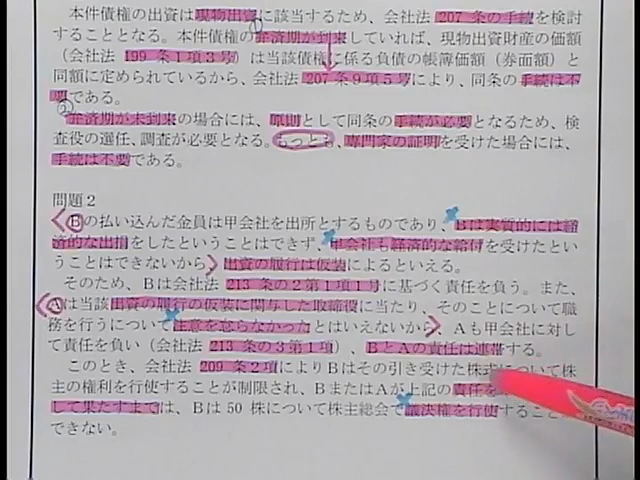 本件債権の出資は現物出資に該当するため、会社法 207 条の手続を検討
することとなる。本件債権の①弁済期が到来していれば、現物出資財産の価額
（会社法 199 条1項3号）は当該債権に係る負債の帳簿価額（券面額）と
同額に定められているから、会社法 207 条9項5号により、同条の手続は不
要である。
②弁済期が未到来の場合には、原則として同条の手続が必要となるため、検
査役の選任、調査が必要となる。もっとも、専門家の証明を受けた場合には、
手続は不要である。
問題2
Bの払い込んだ金員は甲会社を出所とするものであり、Bは実質的には経
済的な出捐をしたということはできず、甲会社も経済的な給付を受けたとい
うことはできないから、出資の履行は仮装によるといえる。
そのため、Bは会社法 213 条の2第1項1号に基づく責任を負う。また、
Aは当該出資の履行の仮装に関与した取締役に当たり、そのことについて職
務を行うについて注意を怠らなかったとはいえないから、Aも甲会社に対し
て責任を負い（会社法 213 条の3第1項）、BとAの責任は連帯する。
このとき、会社法 209 条2項によりBはその引き受けた株式について株
主の権利を行使することが制限され、BまたはAが上記の責任を
して果たすまでは、Bは 50 株について株主総会で議決権を行使すること
できない。